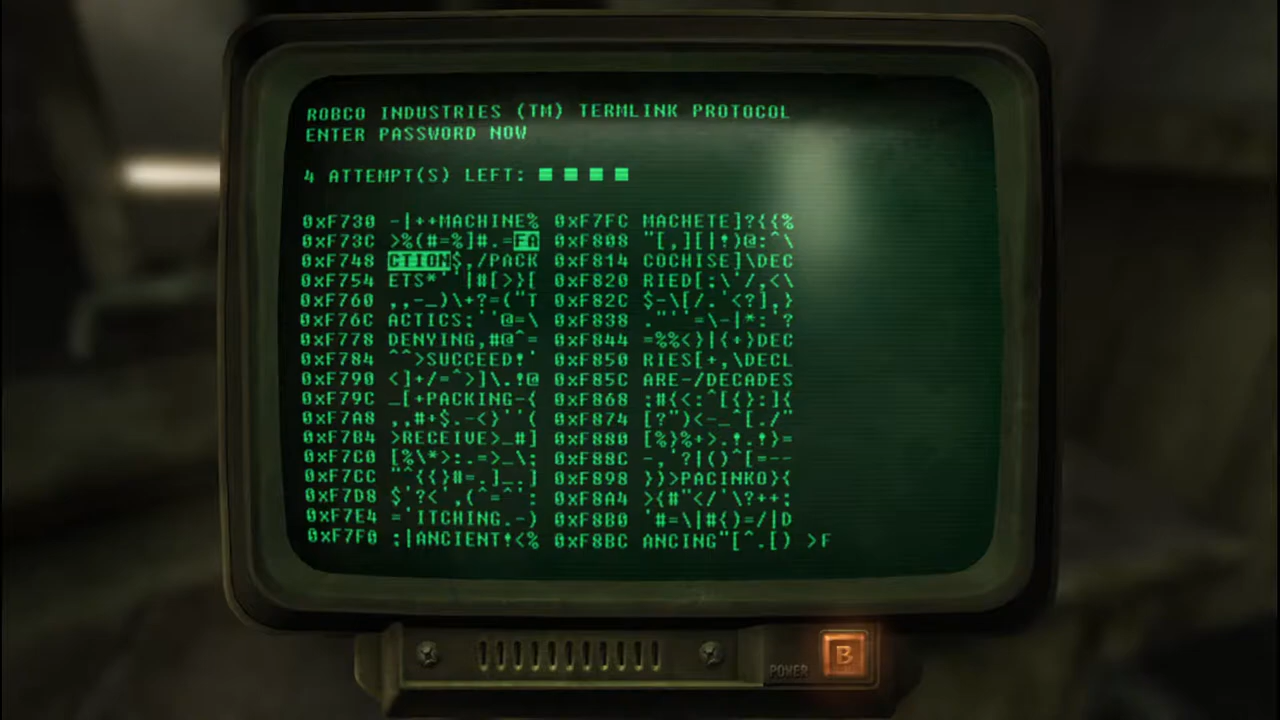 ROBCO INDUSTRIES (TM) TERMLINK PROTOCOL
ENTER PASSWORD NOW
4 ATTEMPT(S) LEFT: ■ ■ ■ ■
0xF730 -|++MACHINE% 0xF7FC MACHETE]?{{%
0xF73C >%(#=%]#.=FA 0xF808 "[,][|!)@:^\
0xF748 CTION$,/PACK 0xF814 COCHISE]\DEC
0xF754 ETS*'`|#[>}[ 0xF820 RIED[:\'/,<\
0xF760 ,,-_)\+?=("T 0xF82C $-\[/.'<?],}
0xF76C ACTICS:''@=\ 0xF838 ."'`=\-|*:'?
0xF778 DENYING,#@^= 0xF844 =%%<}|{+}DEC
0xF784 ^^>SUCCEED!' 0xF850 RIES[+,\DECL
0xF790 <]+/=^>]\.!@ 0xF85C ARE-/DECADES
0xF79C _[+PACKING-{ 0xF868 ;#{<:^[{}:]{
0xF7A8 ,,#+$.-<}''( 0xF874 [?")<-_^[./"
0xF7B4 >RECEIVE>_#] 0xF880 [%}%+>.!.!}=
0xF7C0 [%\*>:.=>_\; 0xF88C -,'?|()^[=--
0xF7CC "^{{}#=.]_.] 0xF898 })>PACINKO}{
0xF7D8 $'?<',(^=^': 0xF8A4 >{#"</'\?++;
0xF7E4 ='ITCHING.-) 0xF8B0 '#=\|#{)=/|D
0xF7F0 ;|ANCIENT!<% 0xF8BC ANCING"[^.[) >F
POWER
B